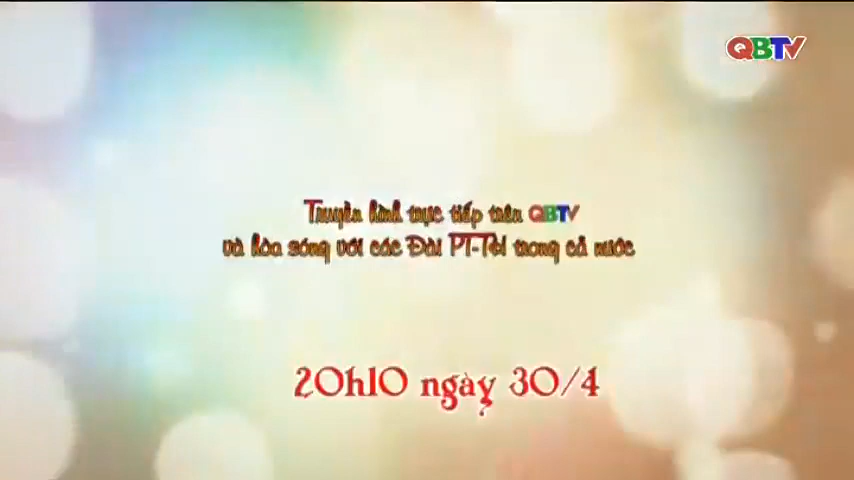 QBTV
Truyền hình trực tiếp trên QBTV
và hòa sóng với các Đài PT-TH trong cả nước
20h10 ngày 30/4